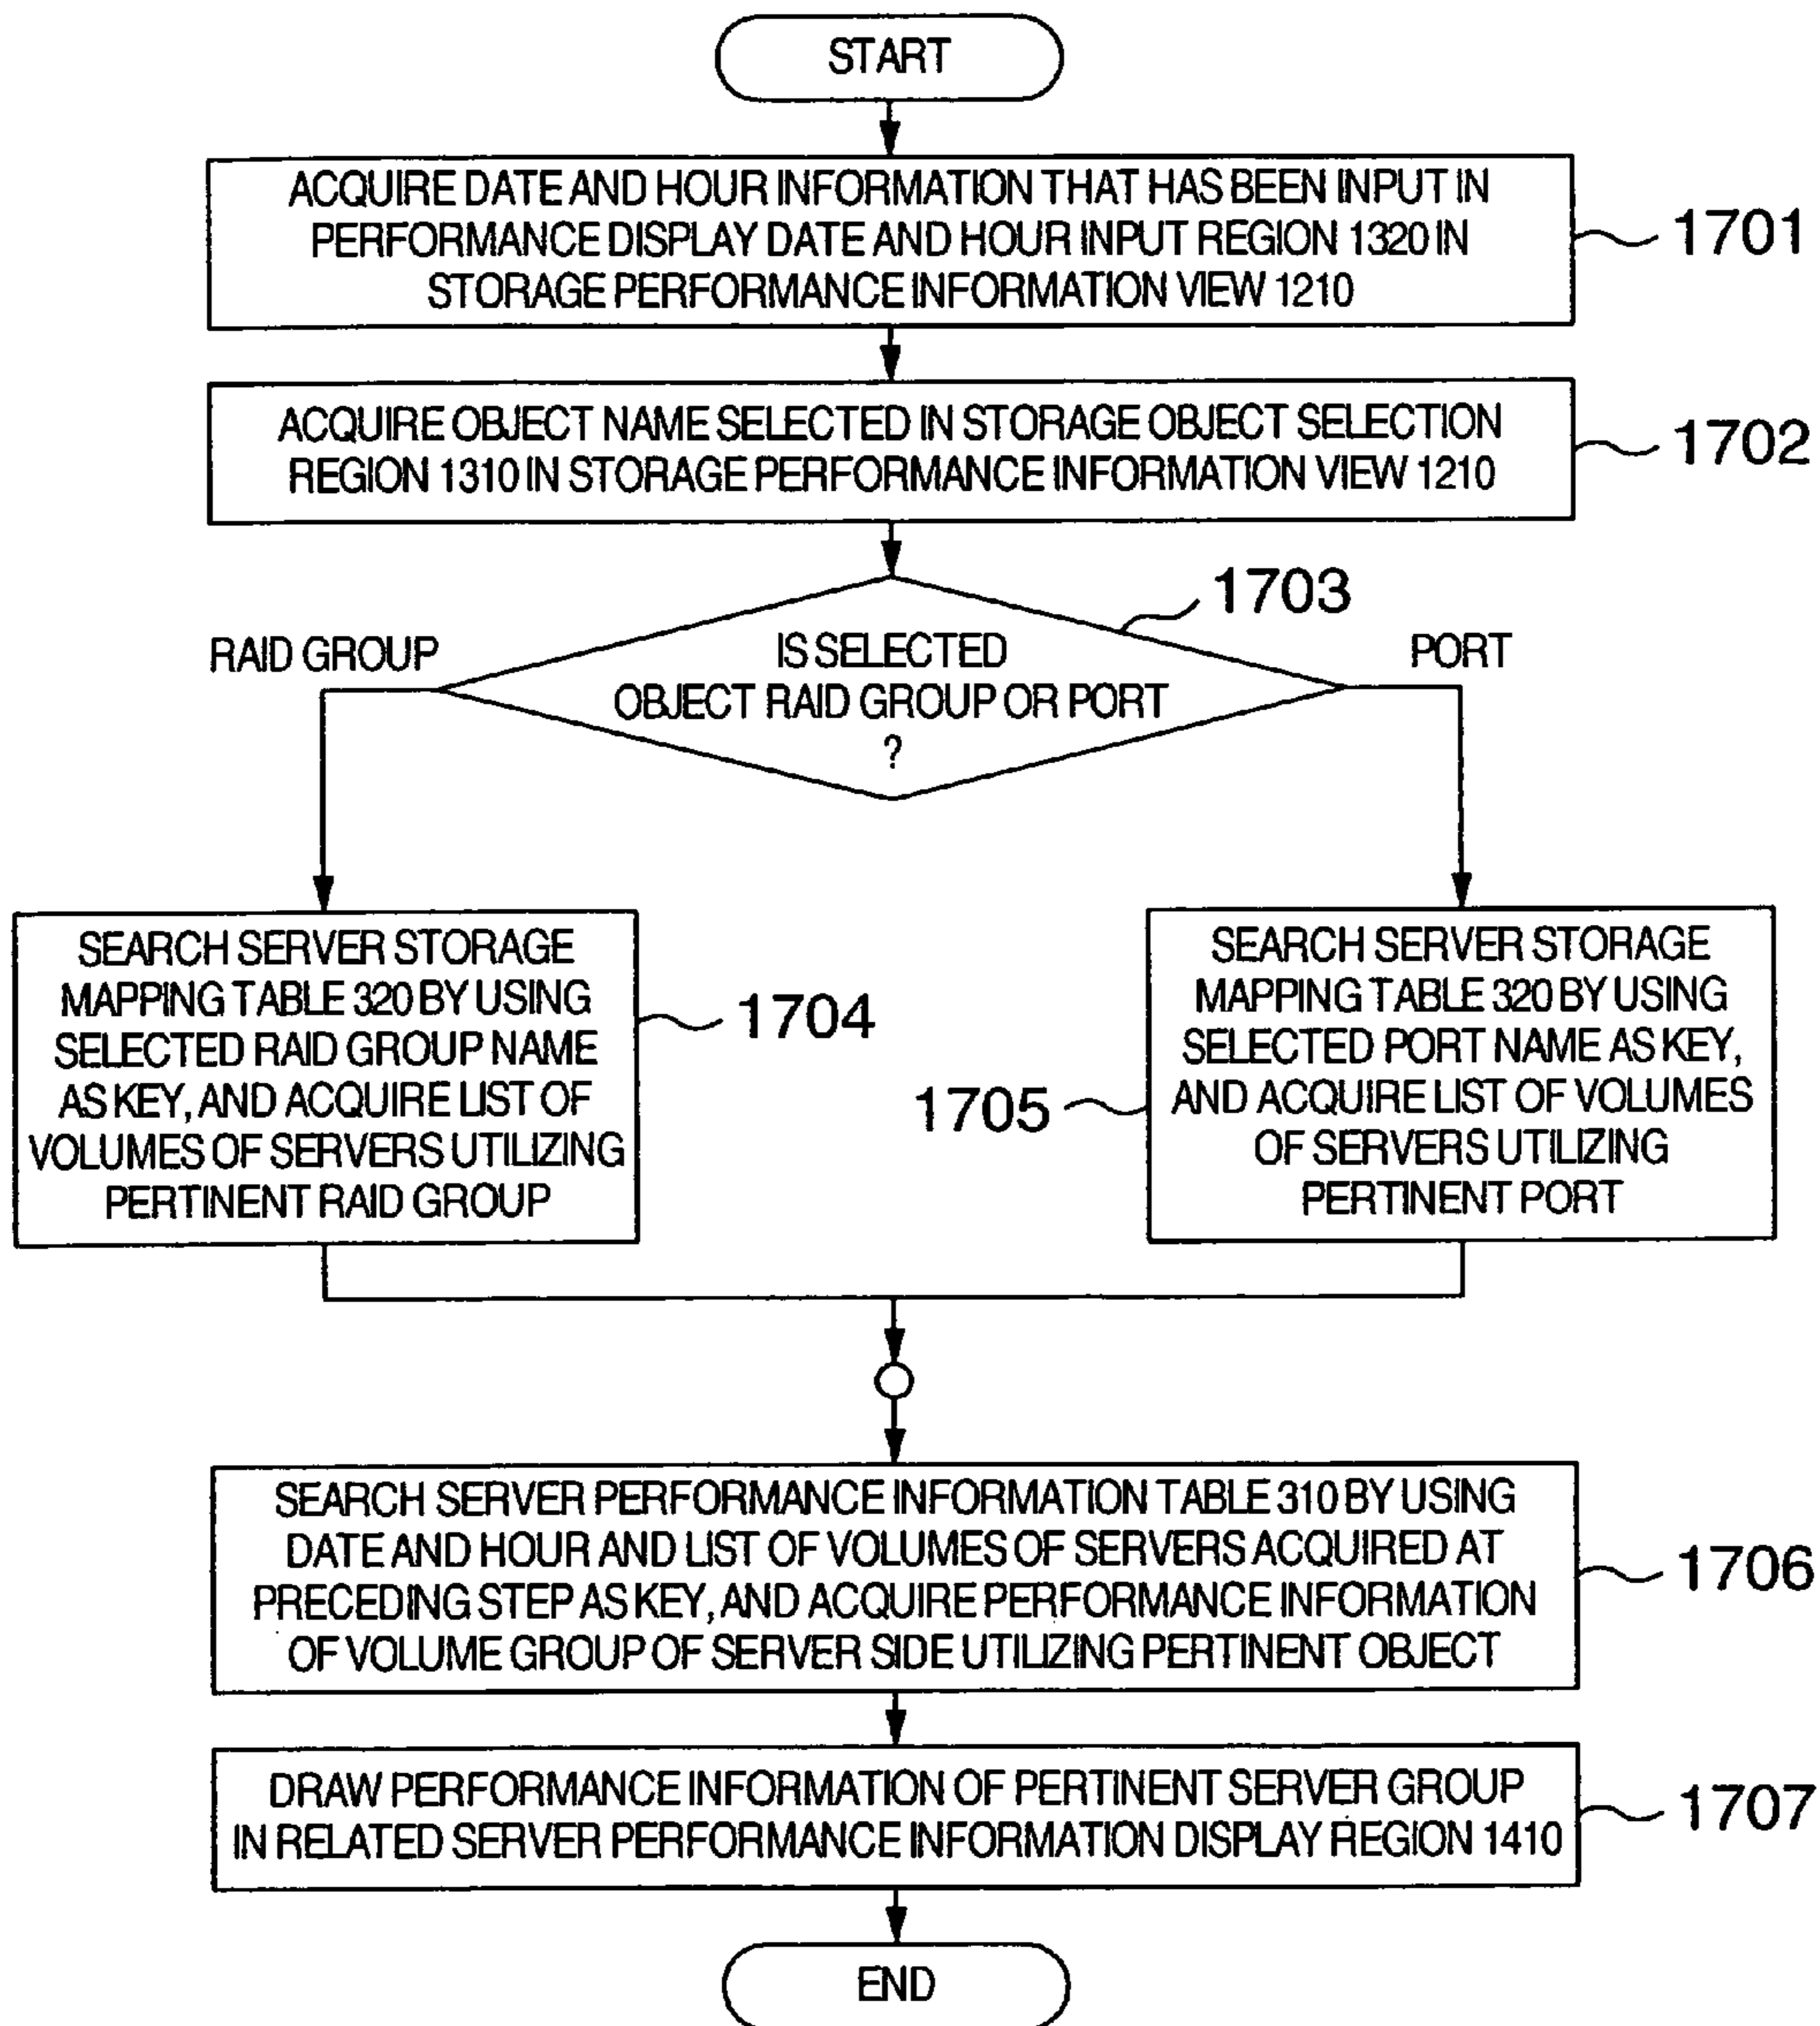 START
ACQUIRE DATE AND HOUR INFORMATION THAT HAS BEEN INPUT IN
PERFORMANCE DISPLAY DATE AND HOUR INPUT REGION 1320 IN
STORAGE PERFORMANCE INFORMATION VIEW 1210
1701
ACQUIRE OBJECT NAME SELECTED IN STORAGE OBJECT SELECTION
REGION 1310 IN STORAGE PERFORMANCE INFORMATION VIEW 1210
1702
1703
RAID GROUP
IS SELECTED
OBJECT RAID GROUP OR PORT
?
PORT
SEARCH SERVER STORAGE
MAPPING TABLE 320 BY USING
SELECTED RAID GROUP NAME
AS KEY, AND ACQUIRE LIST OF
VOLUMES OF SERVERS UTILIZING
PERTINENT RAID GROUP
1704
SEARCH SERVER STORAGE
MAPPING TABLE 320 BY USING
SELECTED PORT NAME AS KEY,
AND ACQUIRE LIST OF VOLUMES
OF SERVERS UTILIZING
PERTINENT PORT
1705
SEARCH SERVER PERFORMANCE INFORMATION TABLE 310 BY USING
DATE AND HOUR AND LIST OF VOLUMES OF SERVERS ACQUIRED AT
PRECEDING STEP AS KEY, AND ACQUIRE PERFORMANCE INFORMATION
OF VOLUME GROUP OF SERVER SIDE UTILIZING PERTINENT OBJECT
1706
DRAW PERFORMANCE INFORMATION OF PERTINENT SERVER GROUP
IN RELATED SERVER PERFORMANCE INFORMATION DISPLAY REGION 1410
1707
END